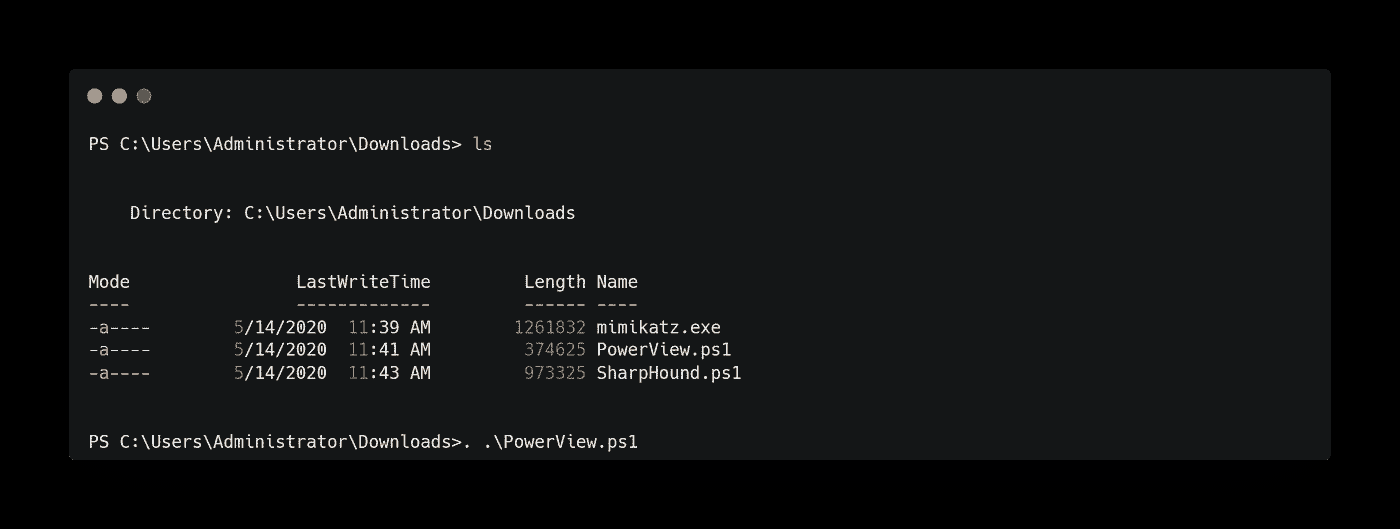 PS C:\Users\Administrator\Downloads> ls
Directory: C:\Users\Administrator\Downloads
Mode LastWriteTime Length Name
---- ------------- ------ ----
-a---- 5/14/2020 11:39 AM 1261832 mimikatz.exe
-a---- 5/14/2020 11:41 AM 374625 PowerView.ps1
-a---- 5/14/2020 11:43 AM 973325 SharpHound.ps1
PS C:\Users\Administrator\Downloads>. .\PowerView.ps1